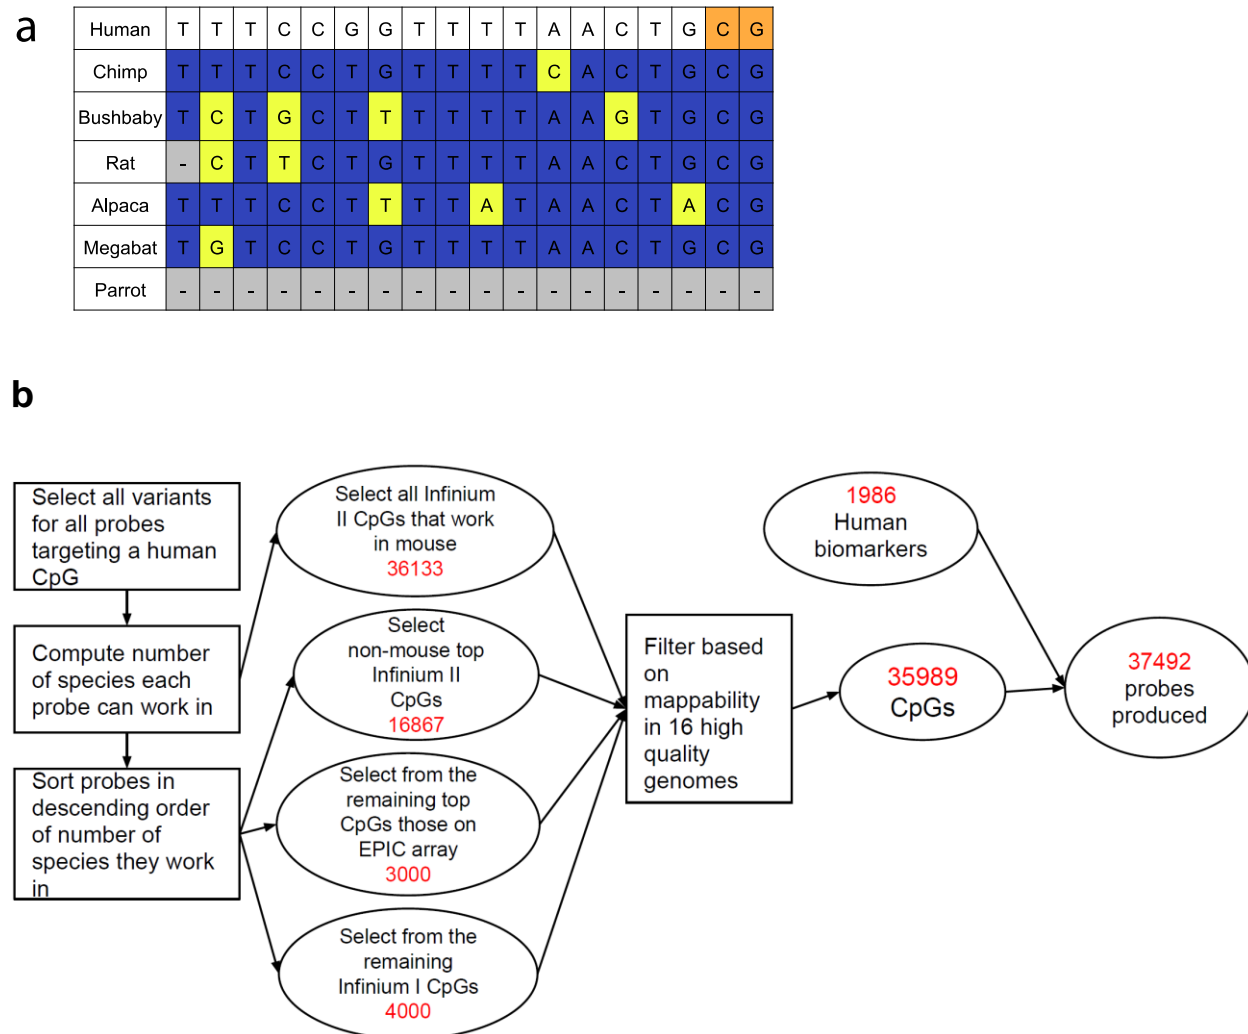 a
Human T T T C C G G T T T T A A C T G C G
Chimp T T T C C T G T T T T C A C T G C G
Bushbaby T C T G C T T T T T T A A G T G C G
Rat - C T T C T G T T T T A A C T G C G
Alpaca T T T C C T T T T A T A A C T A C G
Megabat T G T C C T G T T T T A A C T G C G
Parrot - - - - - - - - - - - - - - - - - -
b
Select all variants
for all probes
targeting a human
CpG
Compute number
of species each
probe can work in
Sort probes in
descending order
of number of
species they work
in
Select all Infinium
II CpGs that work
in mouse
36133
Select
non-mouse top
Infinium II
CpGs
16867
Select from the
remaining top
CpGs those on
EPIC array
3000
Select from the
remaining
Infinium I CpGs
4000
Filter based
on
mappability
in 16 high
quality
genomes
1986
Human
biomarkers
35989
CpGs
37492
probes
produced